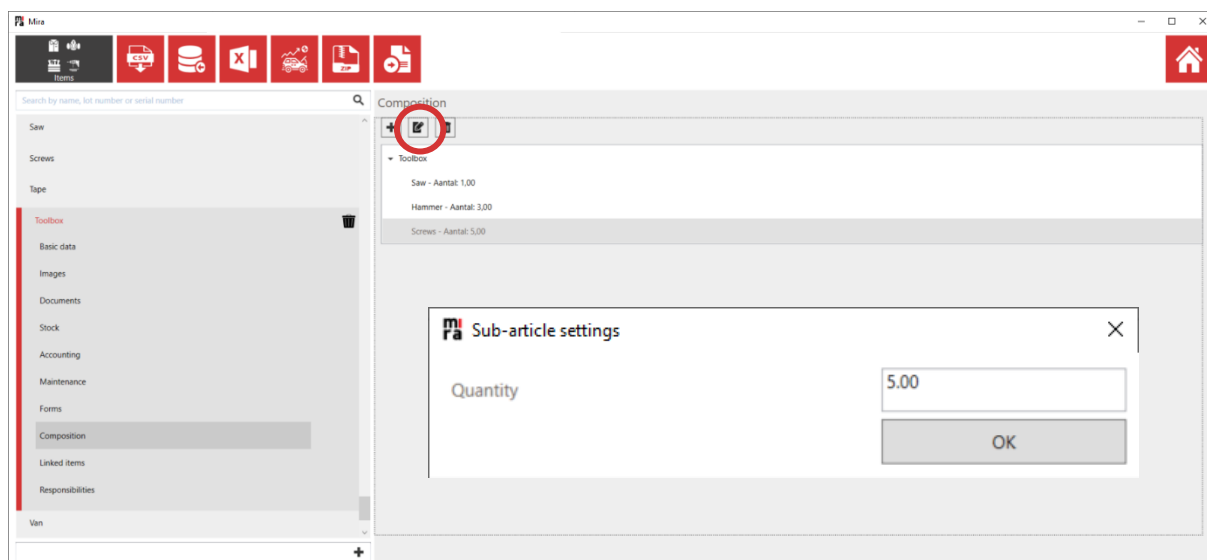 mira Mira
CSV
X
ZIP
Items
Search by name, lot number or serial number
Saw
Screws
Tape
Toolbox
Basic data
Images
Documents
Stock
Accounting
Maintenance
Forms
Composition
Linked items
Responsibilities
Van
Composition
Toolbox
Saw - Aantal: 1,00
Hammer - Aantal: 3,00
Screws - Aantal: 5,00
mira Sub-article settings
Quantity
5.00
OK